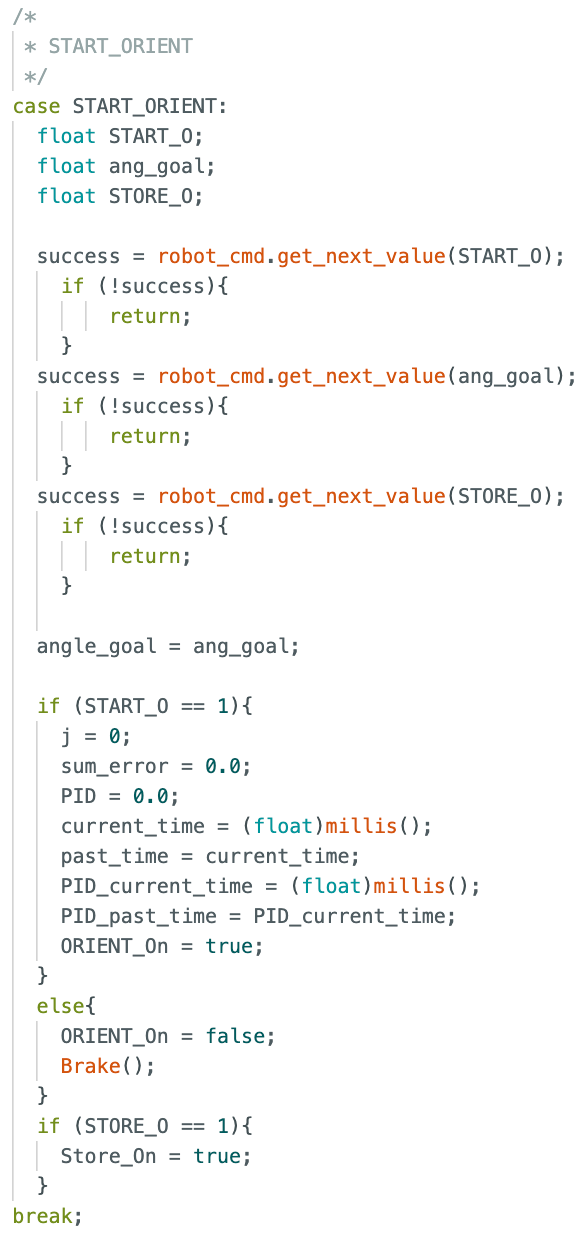 /*
 * START_ORIENT
 */
case START_ORIENT:
  float START_O;
  float ang_goal;
  float STORE_O;

  success = robot_cmd.get_next_value(START_O);
    if (!success){
        return;
    }
  success = robot_cmd.get_next_value(ang_goal);
    if (!success){
        return;
    }
  success = robot_cmd.get_next_value(STORE_O);
    if (!success){
        return;
    }

  angle_goal = ang_goal;

  if (START_O == 1){
    j = 0;
    sum_error = 0.0;
    PID = 0.0;
    current_time = (float)millis();
    past_time = current_time;
    PID_current_time = (float)millis();
    PID_past_time = PID_current_time;
    ORIENT_On = true;
  }
  else{
    ORIENT_On = false;
    Brake();
  }
  if (STORE_O == 1){
    Store_On = true;
  }
break;